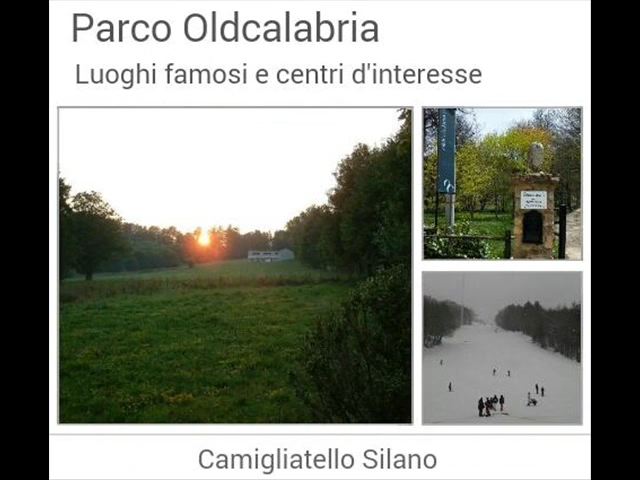 Parco Oldcalabria
Luoghi famosi e centri d'interesse
Camigliatello Silano